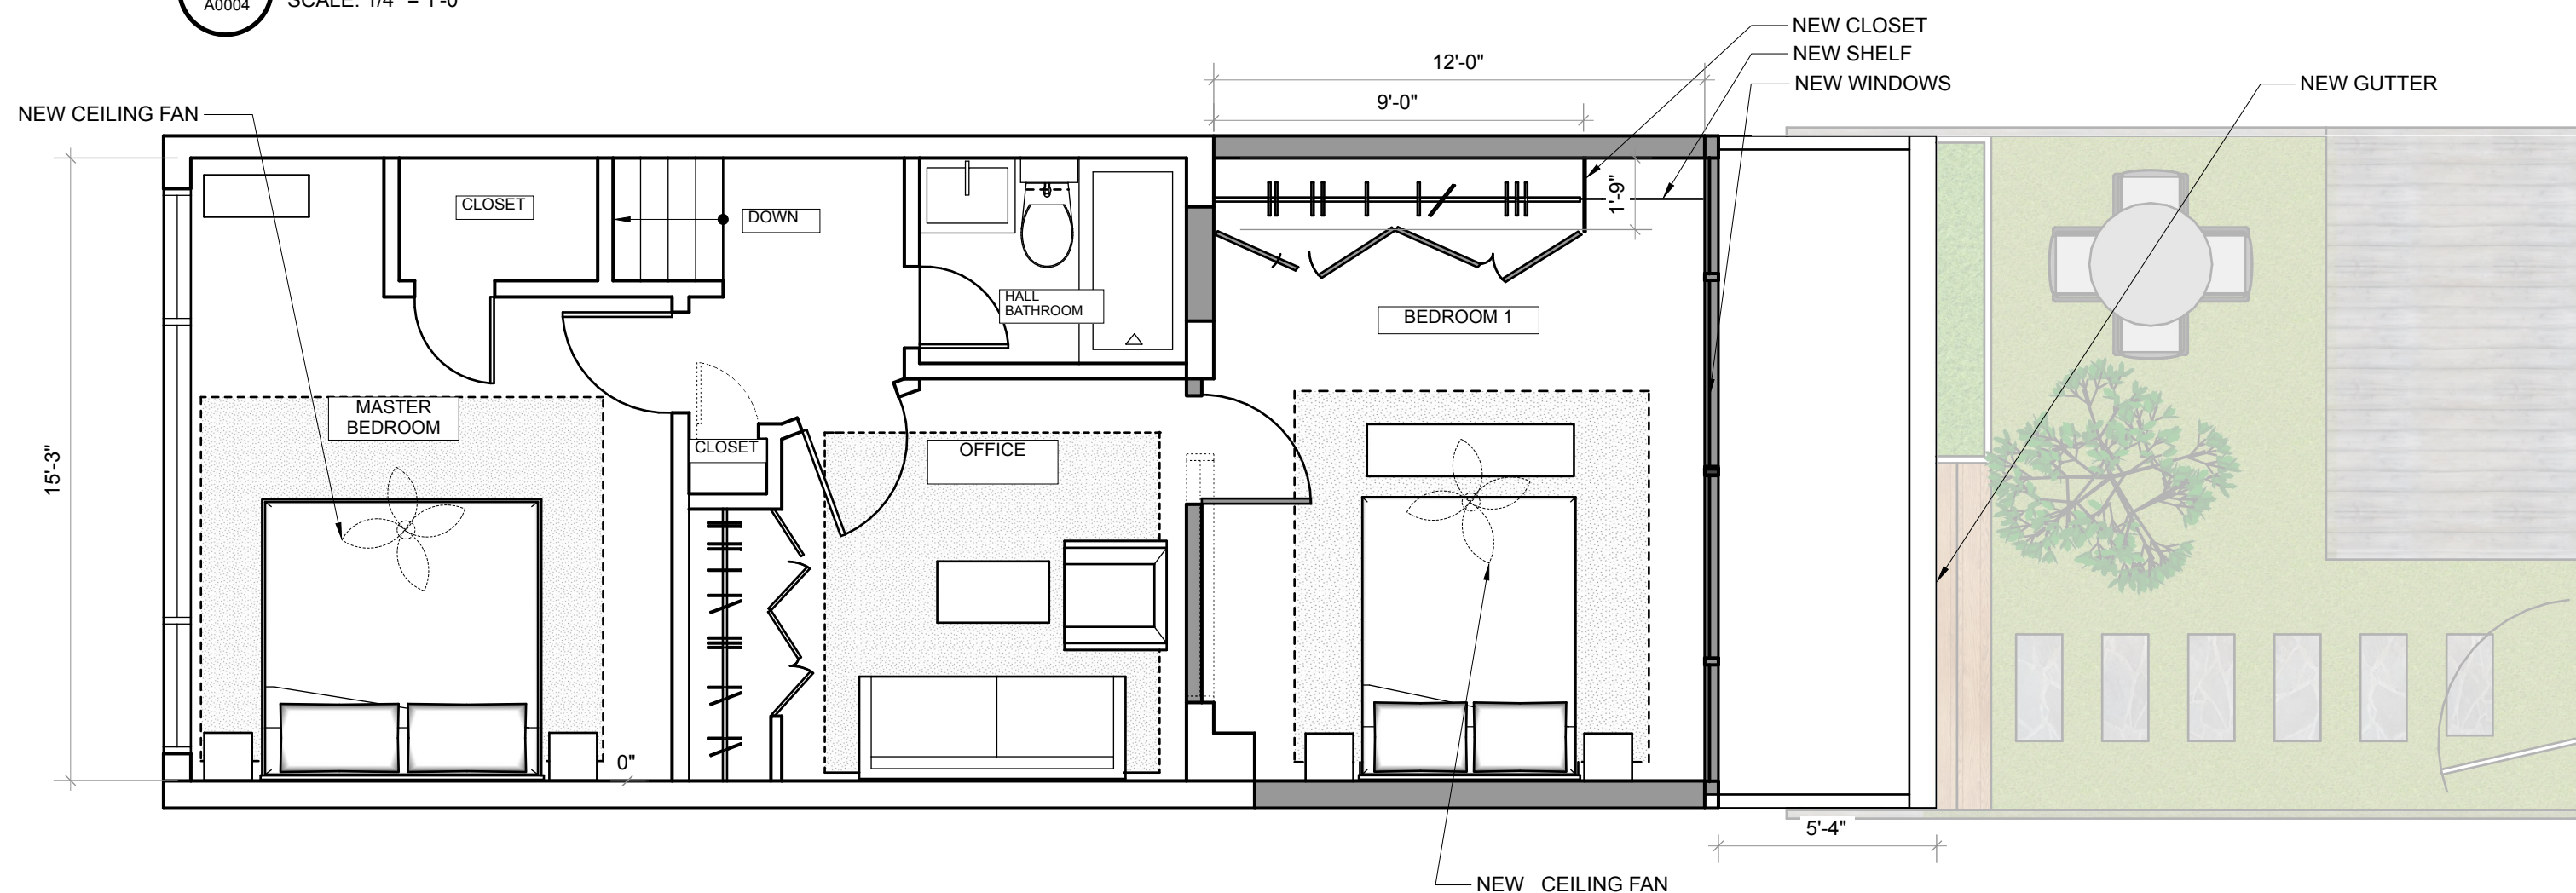 A0004
SCALE: 1/4" = 1'-0"
NEW CLOSET
NEW SHELF
NEW WINDOWS
NEW GUTTER
12'-0"
9'-0"
NEW CEILING FAN
1'-9"
CLOSET
DOWN
HALL
BATHROOM
BEDROOM 1
MASTER
BEDROOM
CLOSET
OFFICE
15'-3"
0"
5'-4"
NEW CEILING FAN